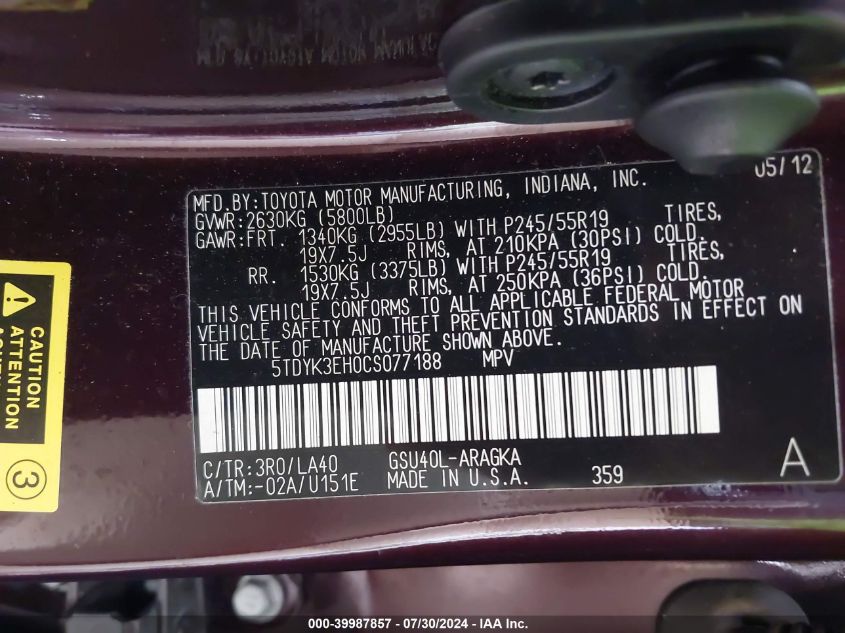 05/12
MFD.BY:TOYOTA MOTOR MANUFACTURING, INDIANA, INC.
GVWR:2630KG (5800LB)
GAWR:FRT. 1340KG (2955LB) WITH P245/55R19 TIRES,
19X7.5J RIMS, AT 210KPA (30PSI) COLD.
RR. 1530KG (3375LB) WITH P245/55R19 TIRES,
19X7.5J RIMS, AT 250KPA (36PSI) COLD.
THIS VEHICLE CONFORMS TO ALL APPLICABLE FEDERAL MOTOR
VEHICLE SAFETY AND THEFT PREVENTION STANDARDS IN EFFECT ON
THE DATE OF MANUFACTURE SHOWN ABOVE.
5TDYK3EH0CS077188 MPV
C/TR:3R0/LA40 GSU40L-ARAGKA
A/TM:-02A/U151E MADE IN U.S.A. 359 A
CAUTION
3
000-39987857 - 07/30/2024 - IAA Inc.